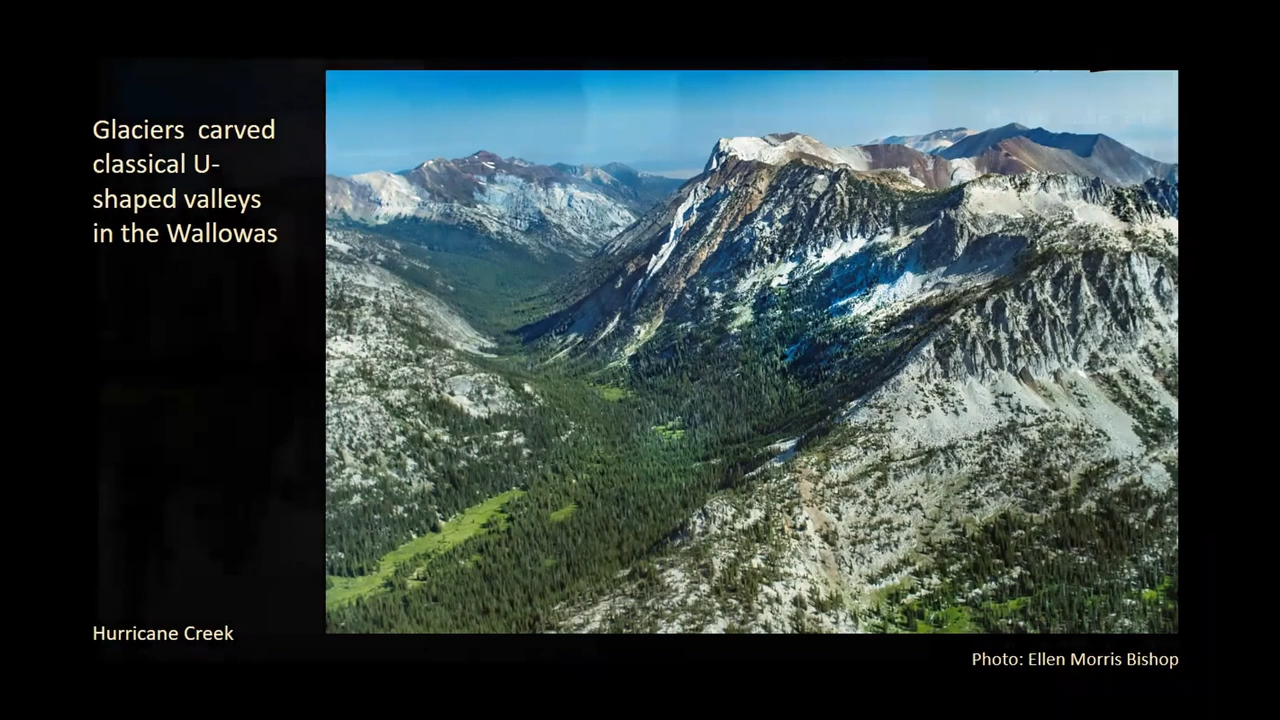 Glaciers  carved
classical U-
shaped valleys
in the Wallowas
Hurricane Creek
Photo: Ellen Morris Bishop